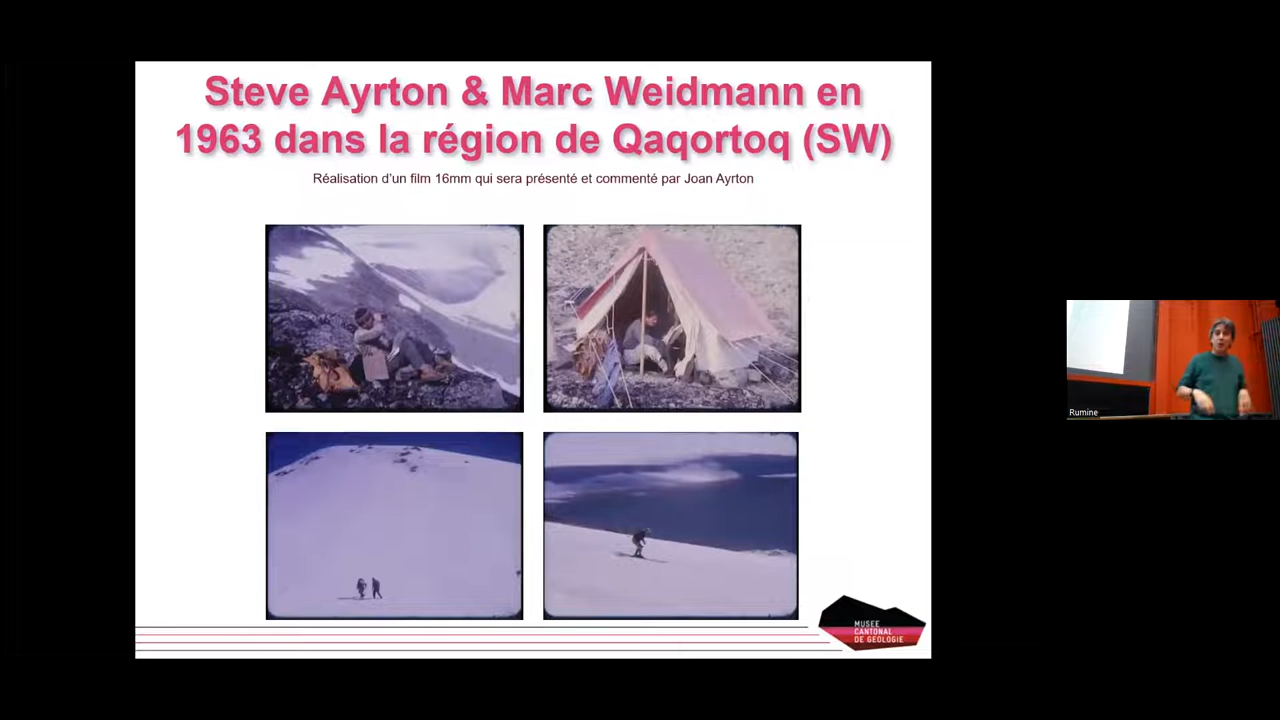 Steve Ayrton & Marc Weidmann en
1963 dans la région de Qaqortoq (SW)
Réalisation d'un film 16mm qui sera présenté et commenté par Joan Ayrton
MUSEE
CANTONAL
DE GEOLOGIE
Rumine